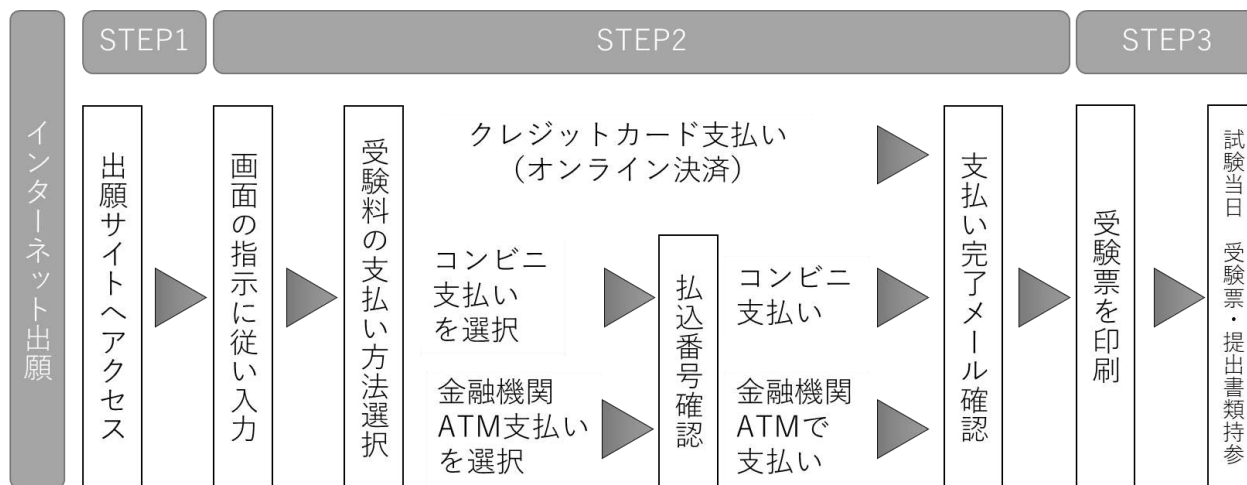 インターネット出願
STEP1
STEP2
STEP3
出願サイトへアクセス
画面の指示に従い入力
受験料の支払い方法選択
クレジットカード支払い
（オンライン決済）
コンビニ
支払い
を選択
金融機関
ATM支払い
を選択
払込番号確認
コンビニ
支払い
金融機関
ATMで
支払い
支払い完了メール確認
受験票を印刷
試験当日　受験票・提出書類持参